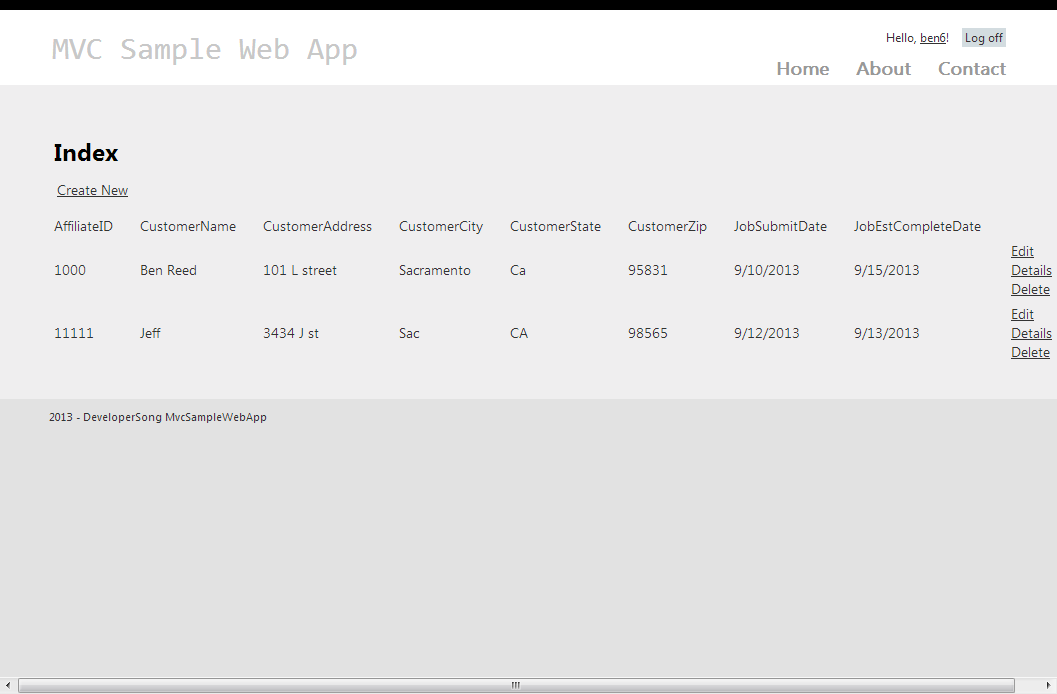 MVC Sample Web App
Hello, ben6! Log off
Home About Contact
Index
Create New
AffiliateID CustomerName CustomerAddress CustomerCity CustomerState CustomerZip JobSubmitDate JobEstCompleteDate
Edit
1000 Ben Reed 101 L street Sacramento Ca 95831 9/10/2013 9/15/2013 Details
Delete
Edit
11111 Jeff 3434 J st Sac CA 98565 9/12/2013 9/13/2013 Details
Delete
2013 - DeveloperSong MvcSampleWebApp